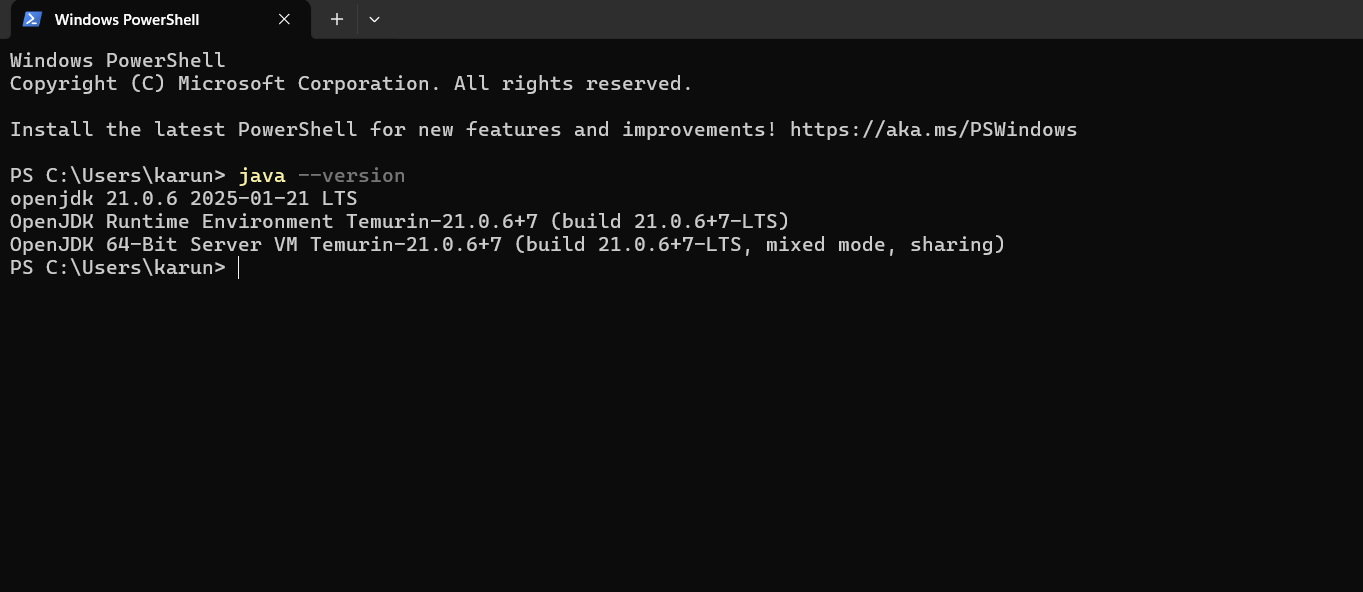 Windows PowerShell
Windows PowerShell
Copyright (C) Microsoft Corporation. All rights reserved.
Install the latest PowerShell for new features and improvements! https://aka.ms/PSWindows
PS C:\Users\karun> java --version
openjdk 21.0.6 2025-01-21 LTS
OpenJDK Runtime Environment Temurin-21.0.6+7 (build 21.0.6+7-LTS)
OpenJDK 64-Bit Server VM Temurin-21.0.6+7 (build 21.0.6+7-LTS, mixed mode, sharing)
PS C:\Users\karun>